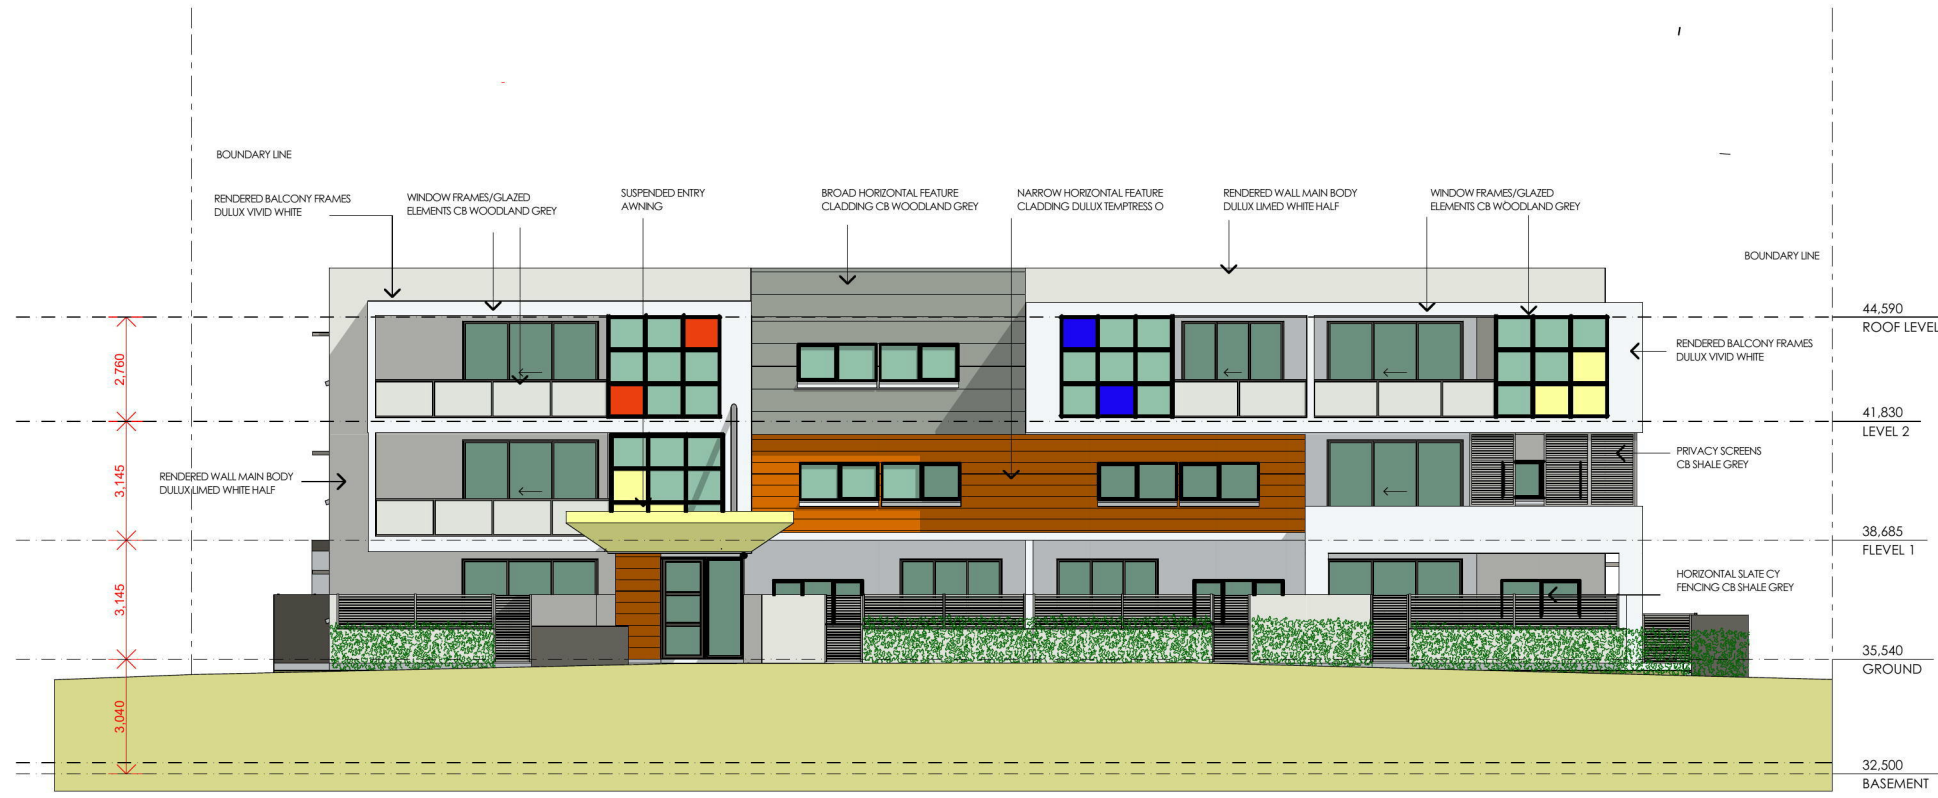 BOUNDARY LINE
RENDERED BALCONY FRAMES
DULUX VIVID WHITE
WINDOW FRAMES/GLAZED
ELEMENTS CB WOODLAND GREY
SUSPENDED ENTRY
AWNING
BROAD HORIZONTAL FEATURE
CLADDING CB WOODLAND GREY
NARROW HORIZONTAL FEATURE
CLADDING DULUX TEMPTRESS O
RENDERED WALL MAIN BODY
DULUX LIMED WHITE HALF
WINDOW FRAMES/GLAZED
ELEMENTS CB WOODLAND GREY
BOUNDARY LINE
44,590
ROOF LEVEL
RENDERED BALCONY FRAMES
DULUX VIVID WHITE
2,760
41,830
LEVEL 2
PRIVACY SCREENS
CB SHALE GREY
RENDERED WALL MAIN BODY
DULUX LIMED WHITE HALF
3,145
38,685
FLEVEL 1
HORIZONTAL SLATE CY
FENCING CB SHALE GREY
3,145
35,540
GROUND
3,040
32,500
BASEMENT